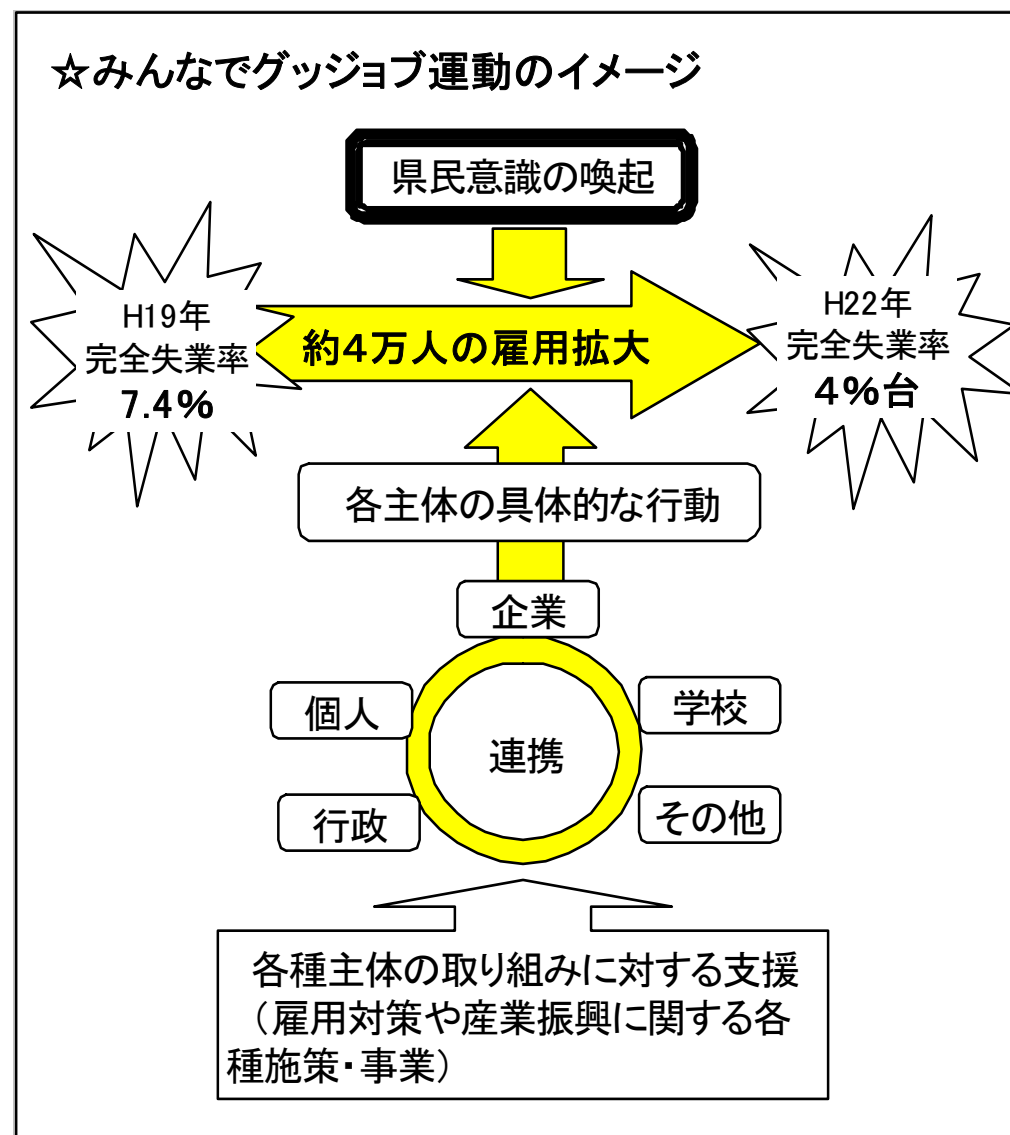 ☆みんなでグッジョブ運動のイメージ
県民意識の喚起
H19年
完全失業率
7.4%
約4万人の雇用拡大
H22年
完全失業率
4%台
各主体の具体的な行動
企業
個人
学校
連携
行政
その他
各種主体の取り組みに対する支援
（雇用対策や産業振興に関する各
種施策・事業）